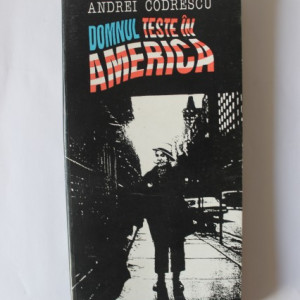 ANDREI CODRESCU
DOMNUL TESTE ÎN
AMERICA